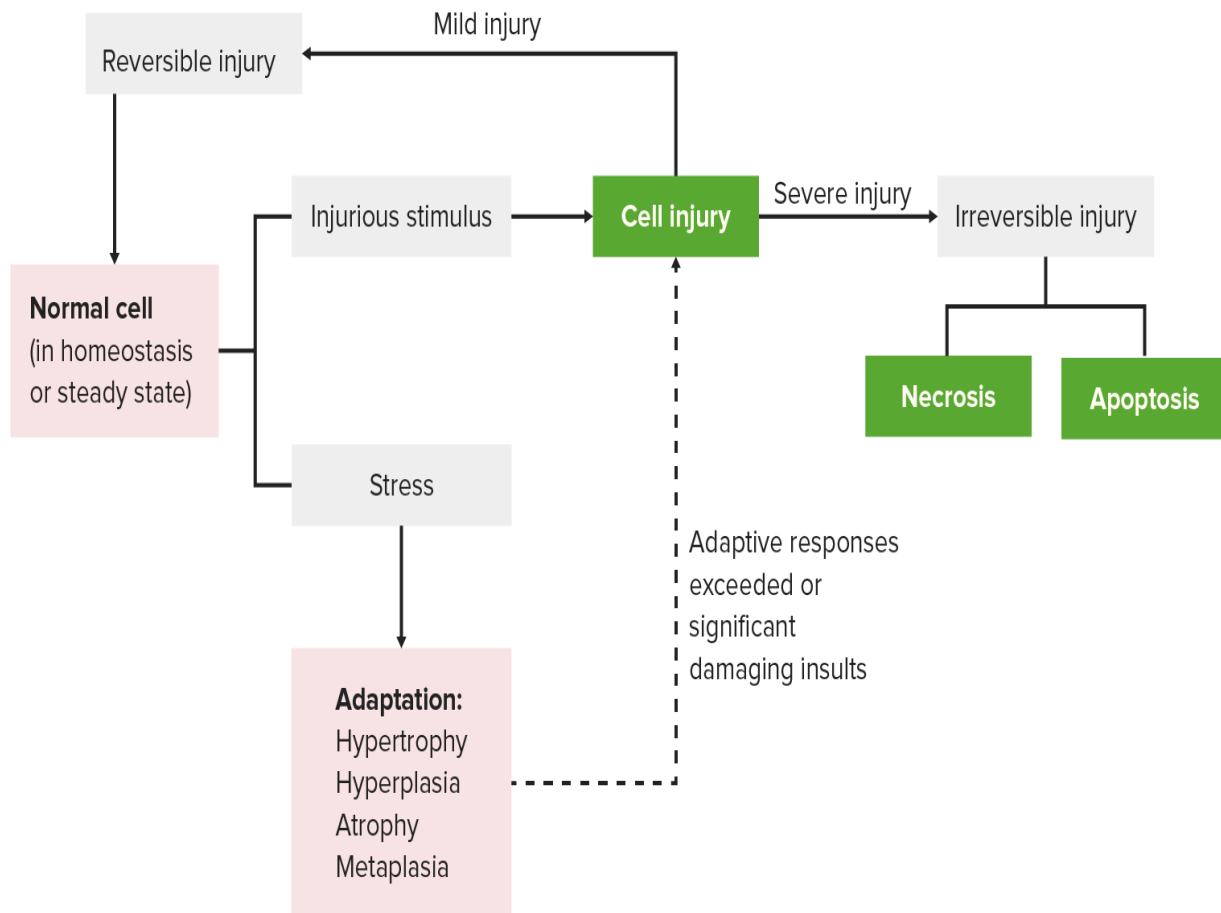 Mild injury
Reversible injury
Injurious stimulus
Cell injury
Severe injury
Irreversible injury
Normal cell
(in homeostasis
or steady state)
Necrosis
Apoptosis
Stress
Adaptive responses
exceeded or
significant
damaging insults
Adaptation:
Hypertrophy
Hyperplasia
Atrophy
Metaplasia